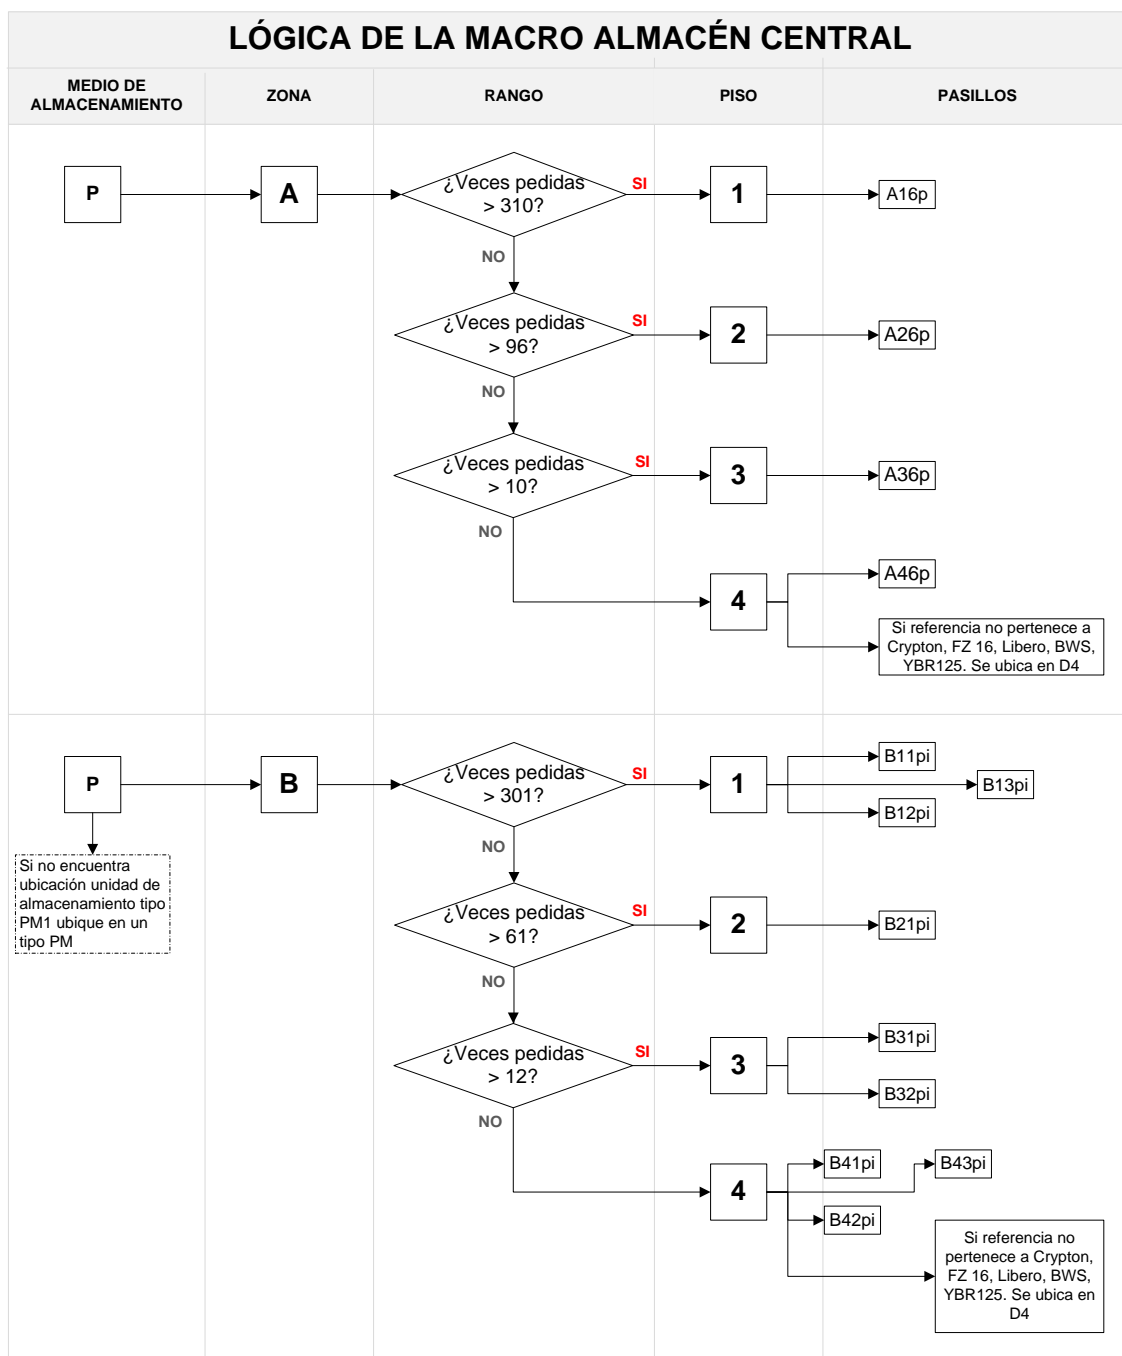 LÓGICA DE LA MACRO ALMACÉN CENTRAL
MEDIO DE
ALMACENAMIENTO
ZONA
RANGO
PISO
PASILLOS
P
A
¿Veces pedidas
> 310?
SI
1
A16p
NO
¿Veces pedidas
> 96?
SI
2
A26p
NO
¿Veces pedidas
> 10?
SI
3
A36p
NO
4
A46p
Si referencia no pertenece a
Crypton, FZ 16, Libero, BWS,
YBR125. Se ubica en D4
P
Si no encuentra
ubicación unidad de
almacenamiento tipo
PM1 ubique en un
tipo PM
B
¿Veces pedidas
> 301?
SI
1
B11pi
B13pi
B12pi
NO
¿Veces pedidas
> 61?
SI
2
B21pi
NO
¿Veces pedidas
> 12?
SI
3
B31pi
B32pi
NO
4
B41pi
B43pi
B42pi
Si referencia no
pertenece a Crypton,
FZ 16, Libero, BWS,
YBR125. Se ubica en
D4